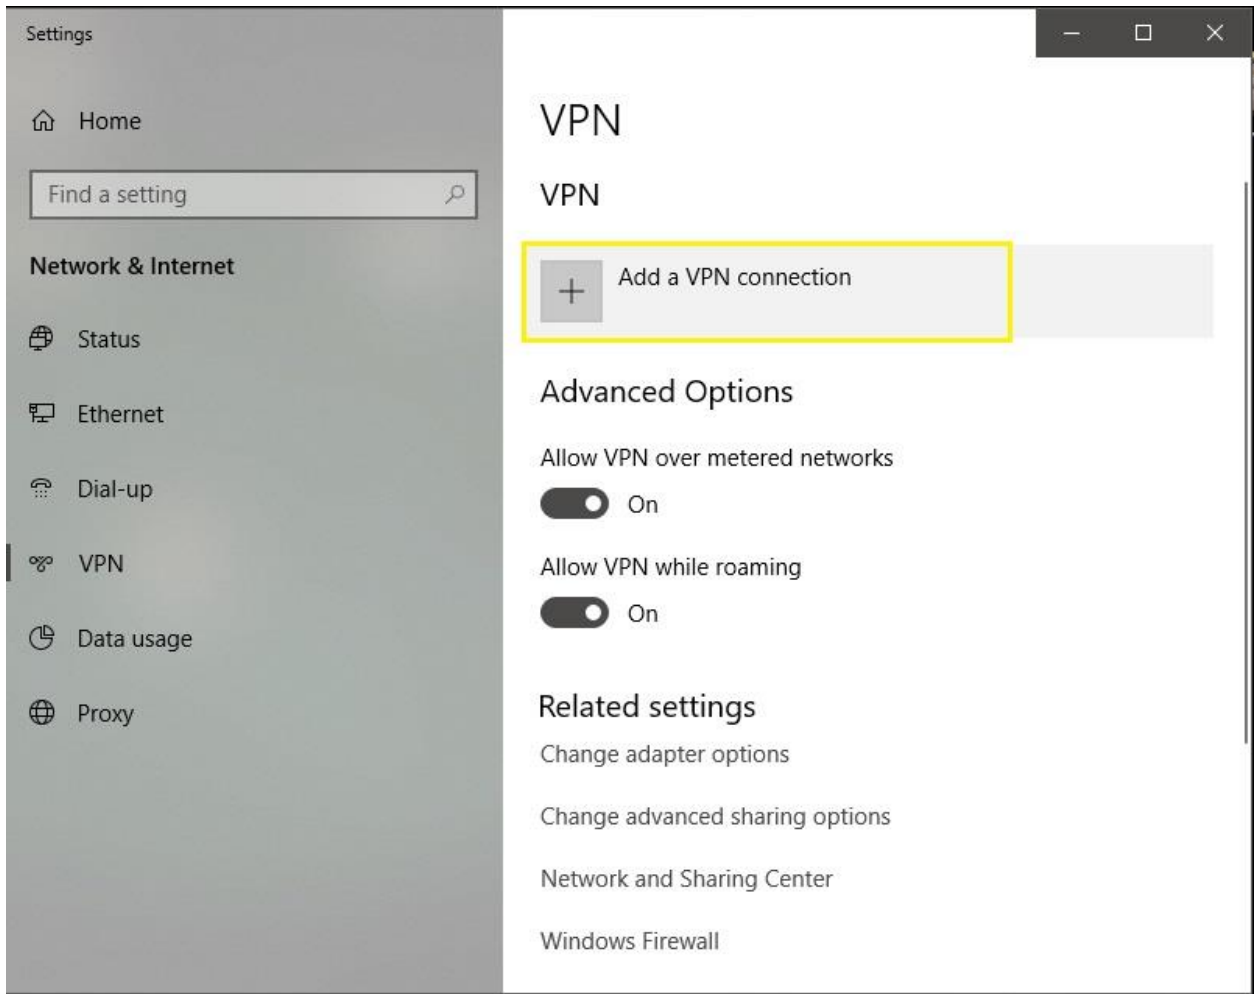 Settings
Home
Find a setting
Network & Internet
Status
Ethernet
Dial-up
VPN
Data usage
Proxy
VPN
VPN
Add a VPN connection
Advanced Options
Allow VPN over metered networks
On
Allow VPN while roaming
On
Related settings
Change adapter options
Change advanced sharing options
Network and Sharing Center
Windows Firewall